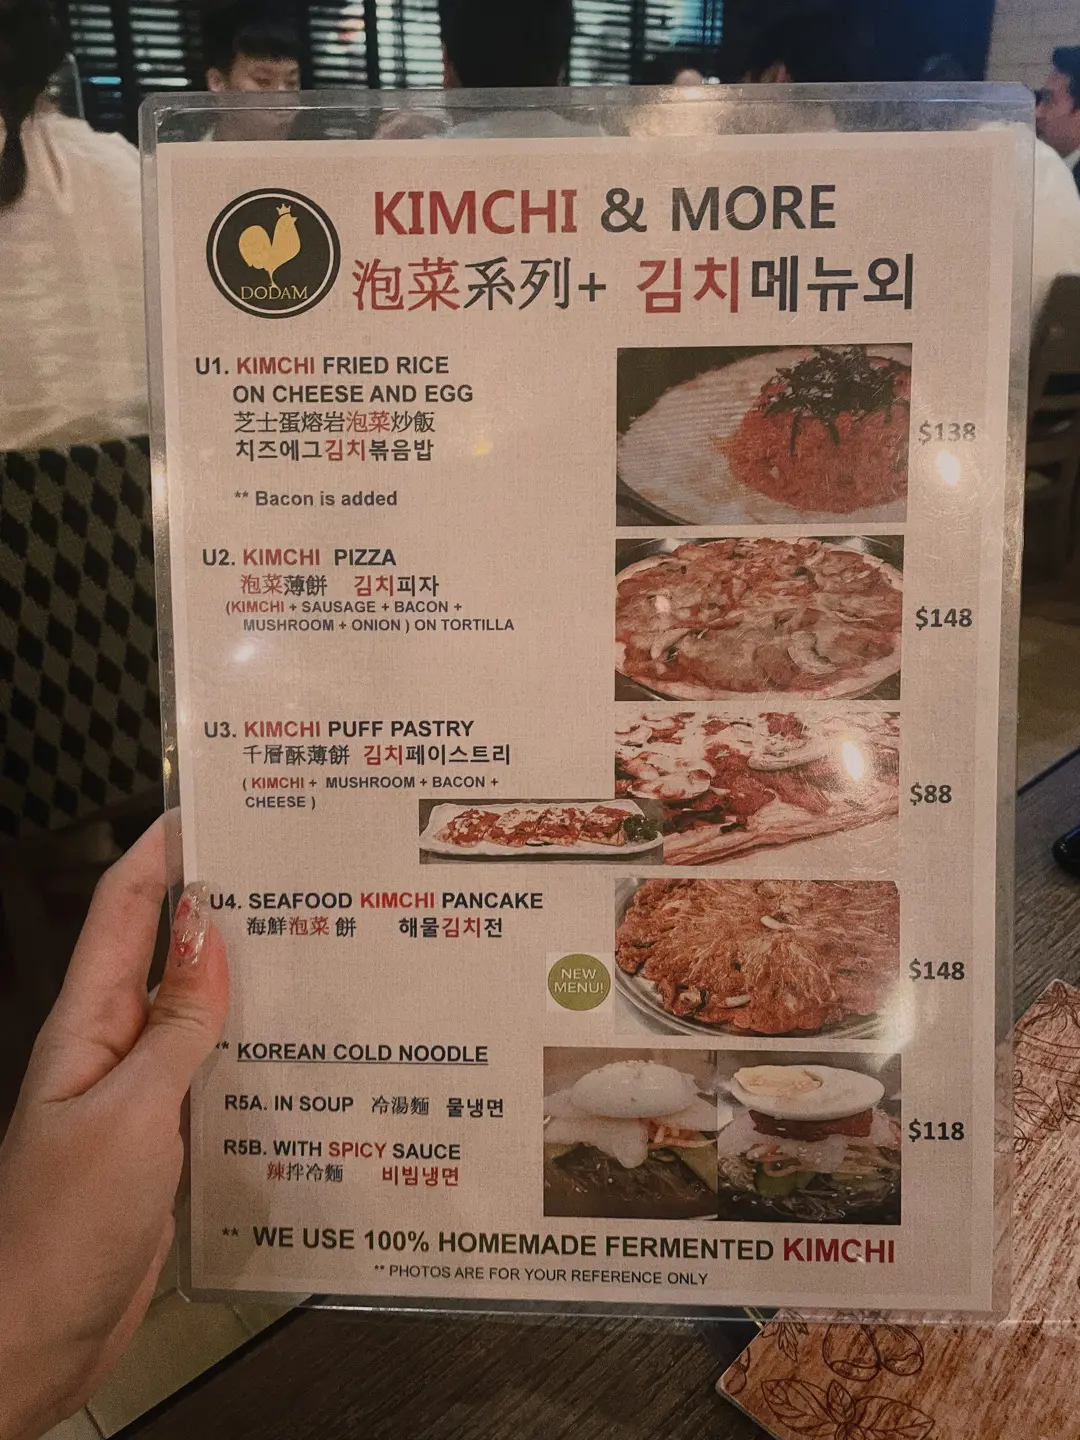 DODAM
KIMCHI & MORE
泡菜系列+ 김치메뉴외
U1. KIMCHI FRIED RICE
ON CHEESE AND EGG
芝士蛋熔岩泡菜炒飯
치즈에그김치볶음밥
$138
** Bacon is added
U2. KIMCHI PIZZA
泡菜薄餅 김치피자
(KIMCHI + SAUSAGE + BACON +
MUSHROOM + ONION ) ON TORTILLA
$148
U3. KIMCHI PUFF PASTRY
千層酥薄餅 김치페이스트리
( KIMCHI + MUSHROOM + BACON +
CHEESE )
$88
U4. SEAFOOD KIMCHI PANCAKE
海鮮泡菜 餅 해물김치전
NEW
MENU!
$148
** KOREAN COLD NOODLE
R5A. IN SOUP 冷湯麵 물냉면
R5B. WITH SPICY SAUCE
辣拌冷麵 비빔냉면
$118
** WE USE 100% HOMEMADE FERMENTED KIMCHI
** PHOTOS ARE FOR YOUR REFERENCE ONLY